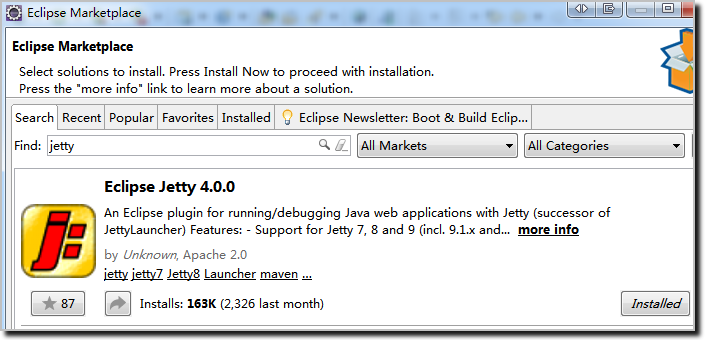 Eclipse Marketplace
Eclipse Marketplace
Select solutions to install. Press Install Now to proceed with installation.
Press the "more info" link to learn more about a solution.
Search Recent Popular Favorites Installed Eclipse Newsletter: Boot & Build Eclip...
Find: jetty All Markets All Categories
Eclipse Jetty 4.0.0
An Eclipse plugin for running/debugging Java web applications with Jetty (successor of
JettyLauncher) Features: - Support for Jetty 7, 8 and 9 (incl. 9.1.x and... more info
by Unknown, Apache 2.0
jetty jetty7 Jetty8 Launcher maven ...
87 Installs: 163K (2,326 last month) Installed
j: